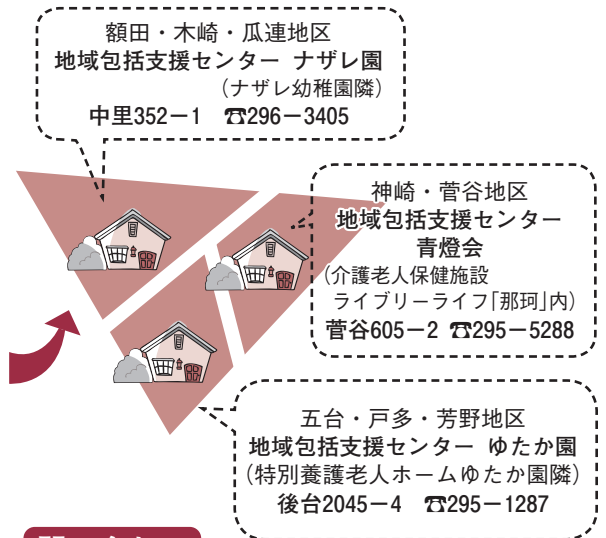 額田・木崎・瓜連地区
地域包括支援センター ナザレ園
（ナザレ幼稚園隣）
中里352－1 ☎296－3405
神崎・菅谷地区
地域包括支援センター
青燈会
（介護老人保健施設
ライブリーライフ「那珂」内）
菅谷605－2 ☎295－5288
五台・戸多・芳野地区
地域包括支援センター ゆたか園
（特別養護老人ホームゆたか園隣）
後台2045－4 ☎295－1287